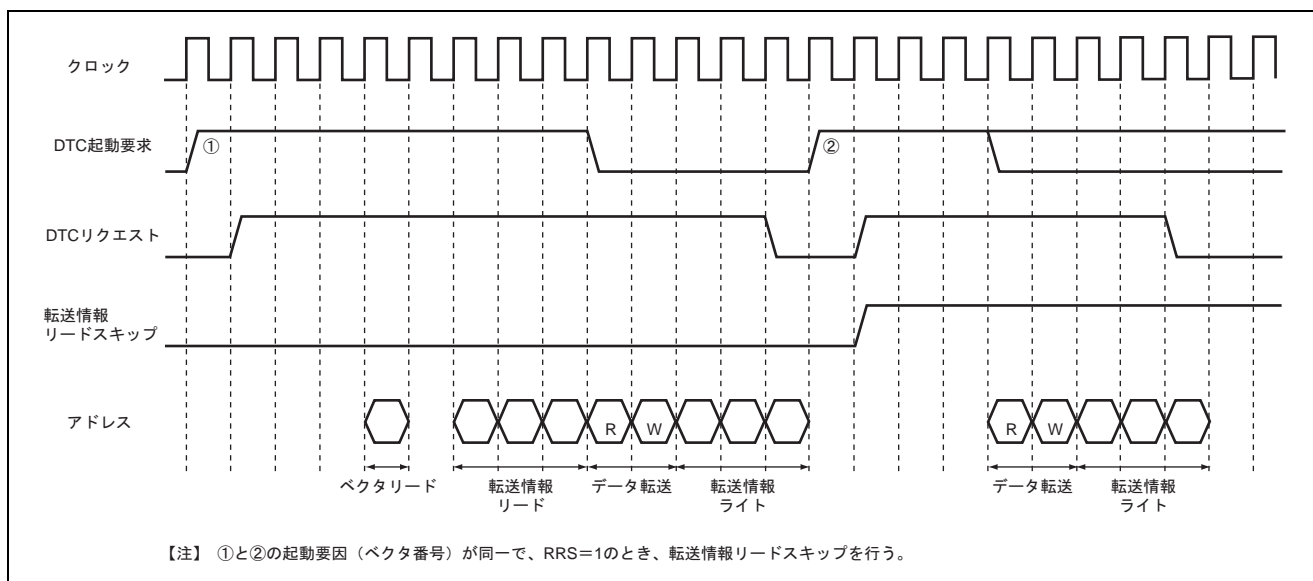 クロック
DTC起動要求
①
②
DTCリクエスト
転送情報
リードスキップ
アドレス
R
W
R
W
ベクタリード
転送情報
リード
データ転送
転送情報
ライト
データ転送
転送情報
ライト
【注】 ①と②の起動要因（ベクタ番号）が同一で、RRS＝1のとき、転送情報リードスキップを行う。